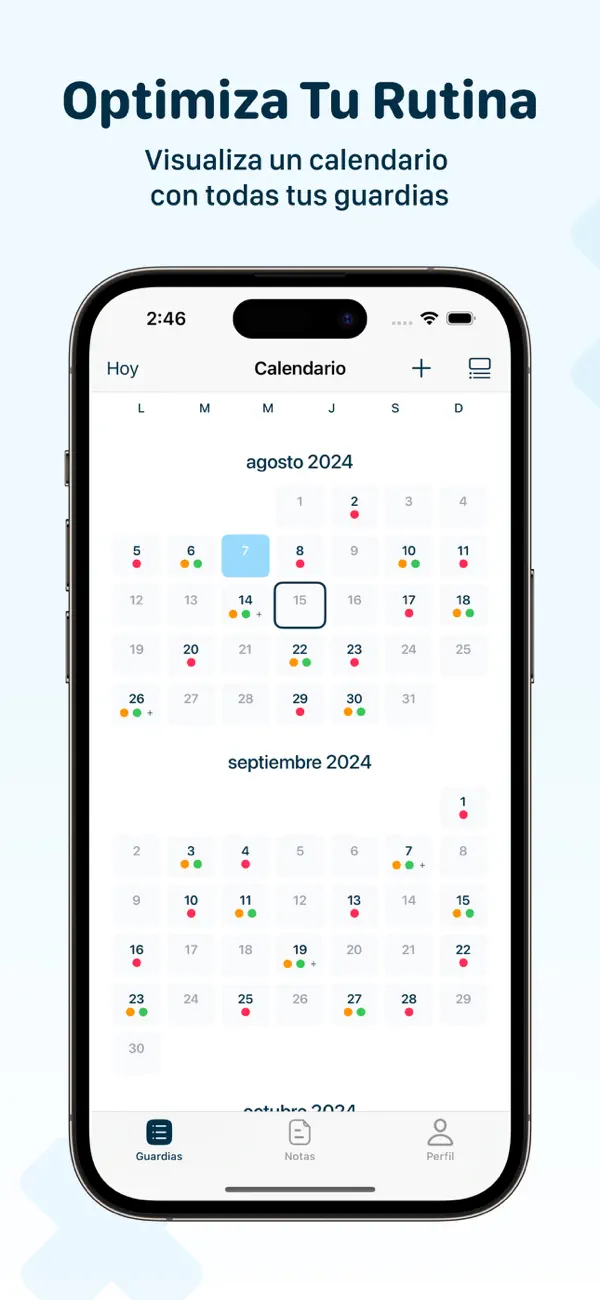 Optimiza Tu Rutina
Visualiza un calendario
con todas tus guardias
2:46
Hoy Calendario +
L M M J S D
agosto 2024
1 2 3 4
5 6 7 8 9 10 11
12 13 14 + 15 16 17 18
19 20 21 22 23 24 25
26 + 27 28 29 30 31
septiembre 2024
1
2 3 4 5 6 7 + 8
9 10 11 12 13 14 15
16 17 18 19 + 20 21 22
23 24 25 26 27 28 29
30
octubre 2024
Guardias Notas Perfil